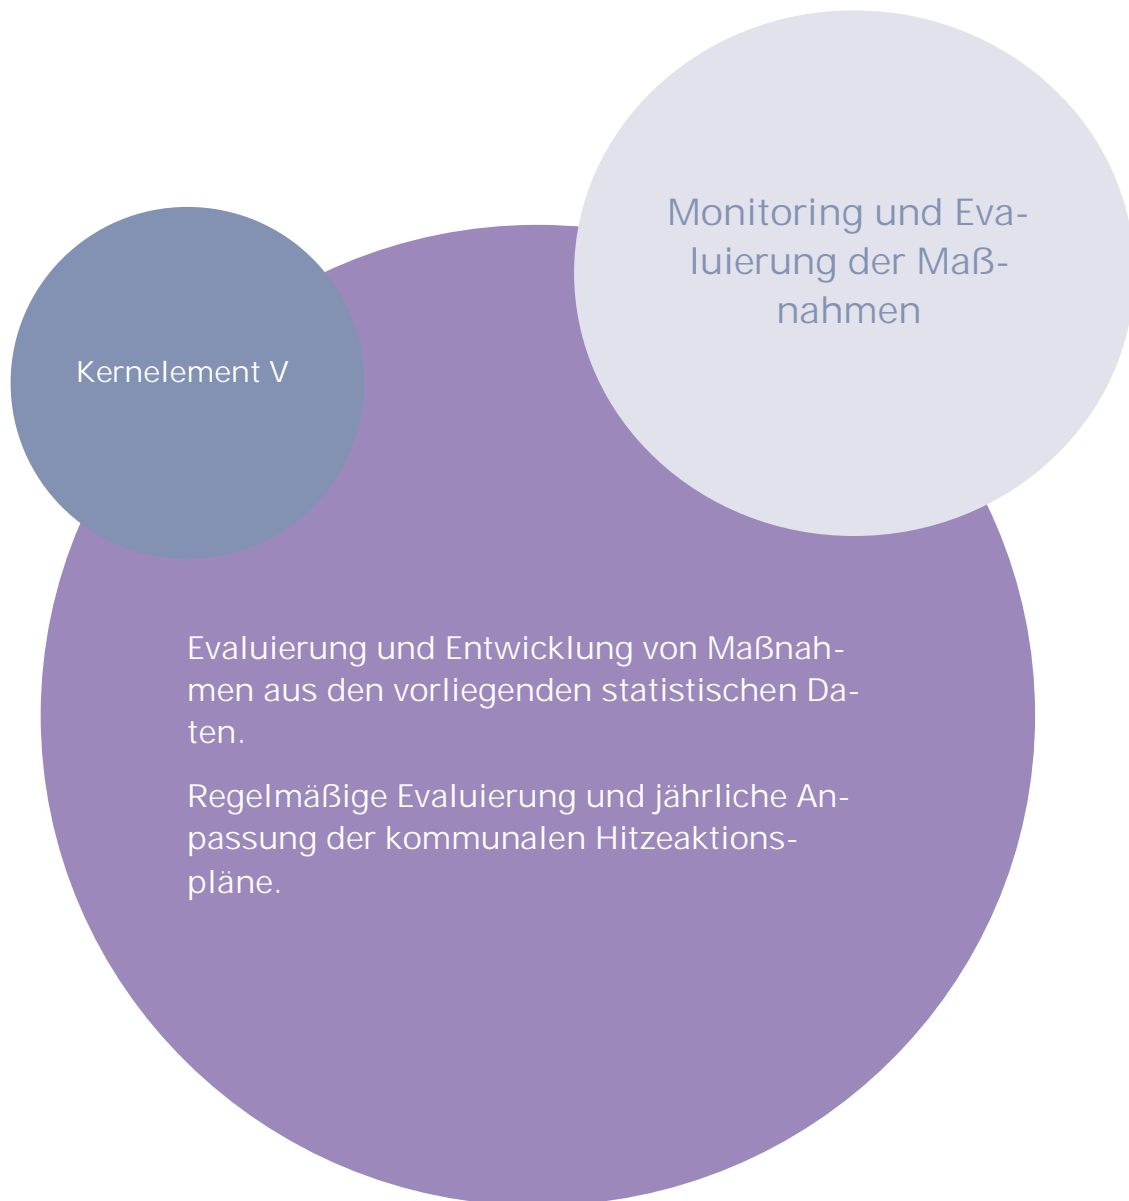 Monitoring und Eva-
luierung der Maß-
nahmen
Kernelement V
Evaluierung und Entwicklung von Maßnah-
men aus den vorliegenden statistischen Da-
ten.
Regelmäßige Evaluierung und jährliche An-
passung der kommunalen Hitzeaktions-
pläne.